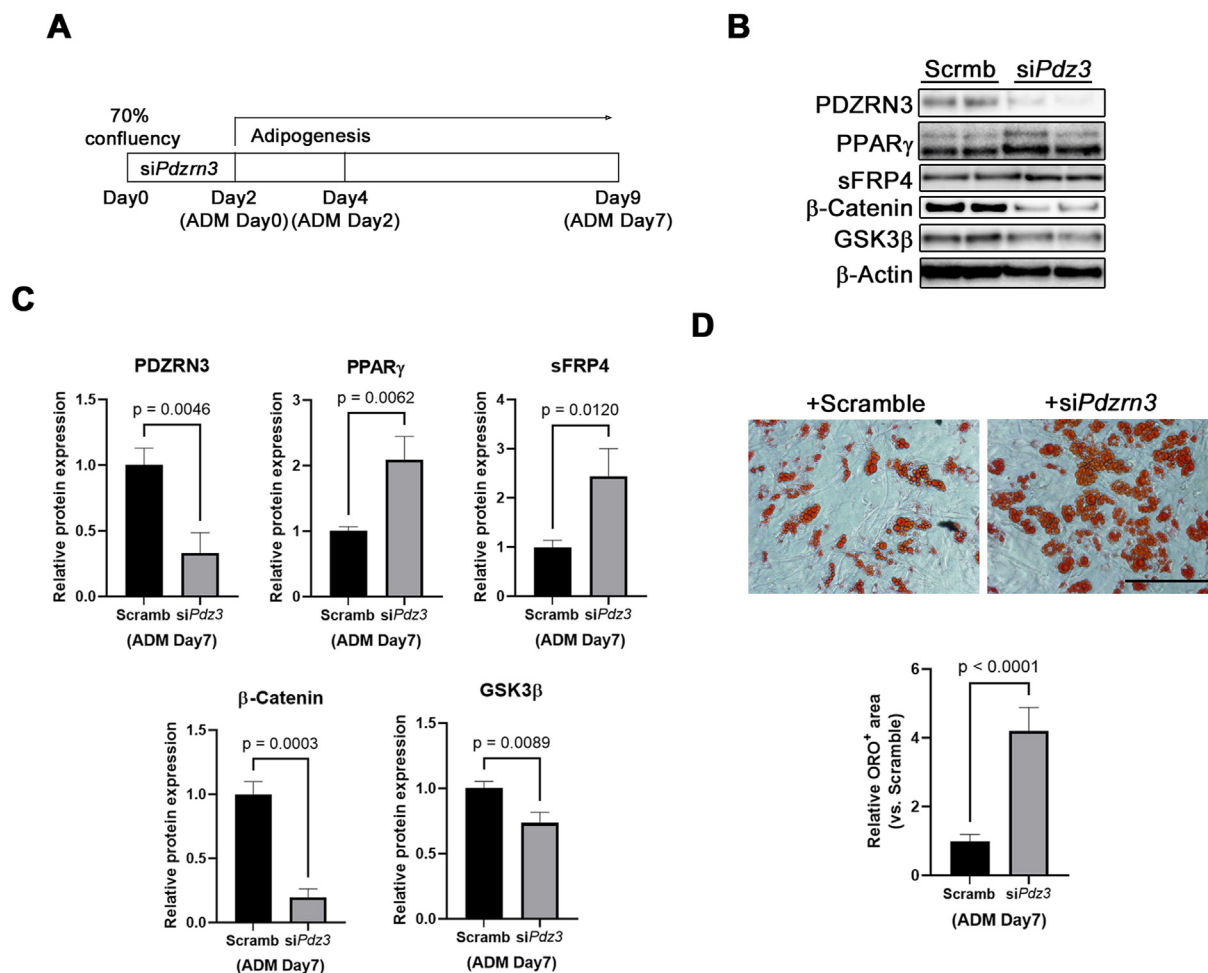 A
70%
confluency
Adipogenesis
siPdzrn3
Day0
Day2
(ADM Day0)
Day4
(ADM Day2)
Day9
(ADM Day7)
B
Scrmb
siPdz3
PDZRN3
PPARγ
sFRP4
β-Catenin
GSK3β
β-Actin
C
PDZRN3
Relative protein expression
1.5
1.0
0.5
0.0
p = 0.0046
Scramb siPdz3
(ADM Day7)
PPARγ
Relative protein expression
3
2
1
0
p = 0.0062
Scramb siPdz3
(ADM Day7)
sFRP4
Relative protein expression
4
3
2
1
0
p = 0.0120
Scramb siPdz3
(ADM Day7)
β-Catenin
Relative protein expression
1.5
1.0
0.5
0.0
p = 0.0003
Scramb siPdz3
(ADM Day7)
GSK3β
Relative protein expression
1.5
1.0
0.5
0.0
p = 0.0089
Scramb siPdz3
(ADM Day7)
D
+Scramble
+siPdzrn3
Relative ORO⁺ area
(vs. Scramble)
6
4
2
0
p < 0.0001
Scramb siPdz3
(ADM Day7)